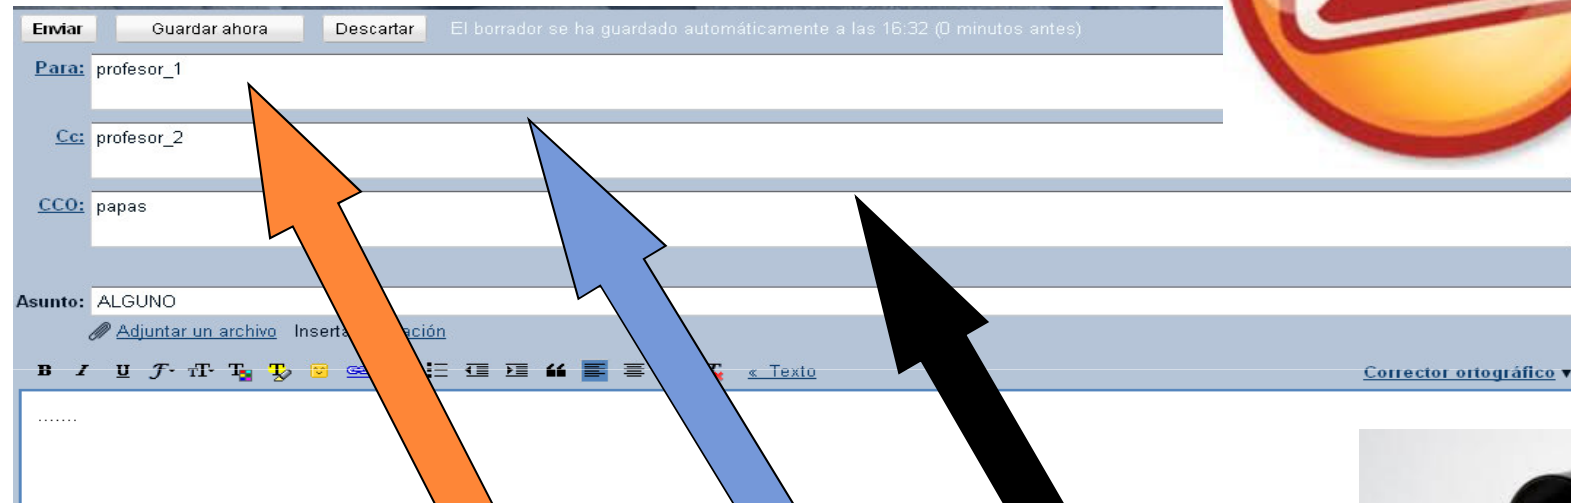 Enviar Guardar ahora Descartar El borrador se ha guardado automáticamente a las 16:32 (0 minutos antes)
Para: profesor_1
Cc: profesor_2
CCO: papas
Asunto: ALGUNO
Adjuntar un archivo
B I U F TT T T « Texto Corrector ortográfico
.......